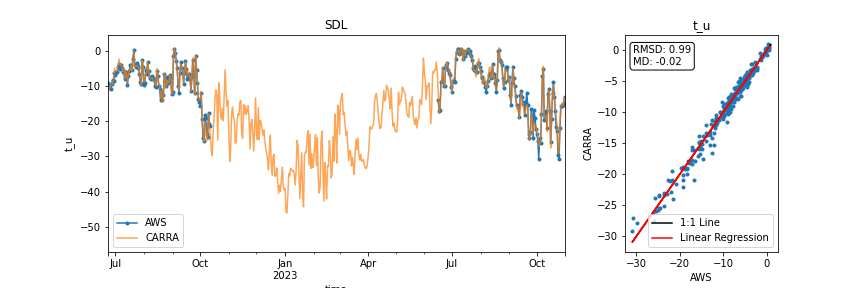 SDL
t_u
0
−10
−20
−30
−40
−50
t_u
AWS
CARRA
Jul
Oct
Jan
2023
Apr
Jul
Oct
time
t_u
RMSD: 0.99
MD: -0.02
0
−5
−10
−15
−20
−25
−30
CARRA
1:1 Line
Linear Regression
−30
−20
−10
0
AWS